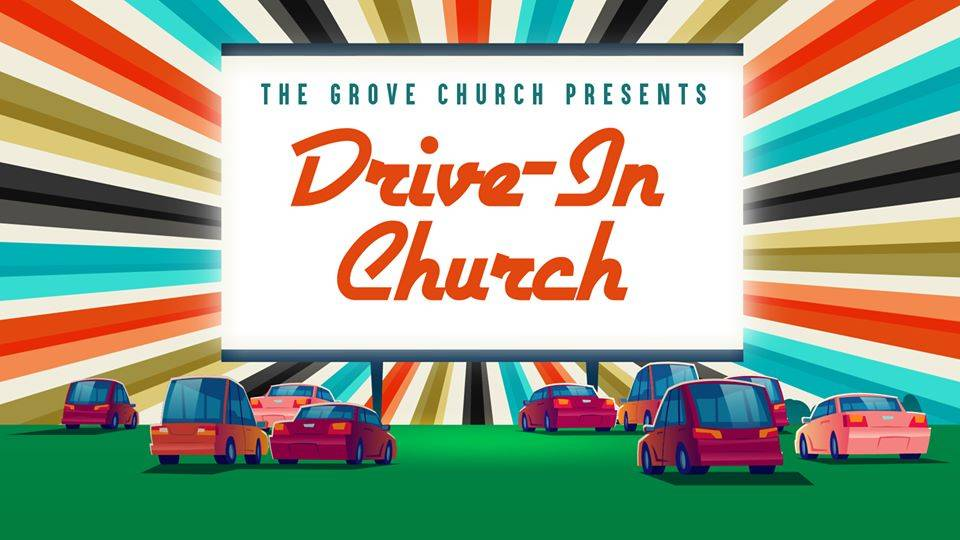 THE GROVE CHURCH PRESENTS
Drive-In
Church